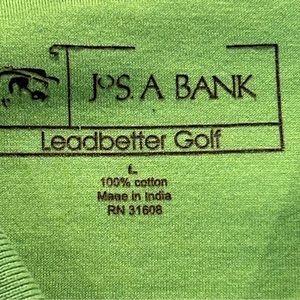 JOS. A BANK
Leadbetter Golf
L
100% cotton
Made in India
RN 31608